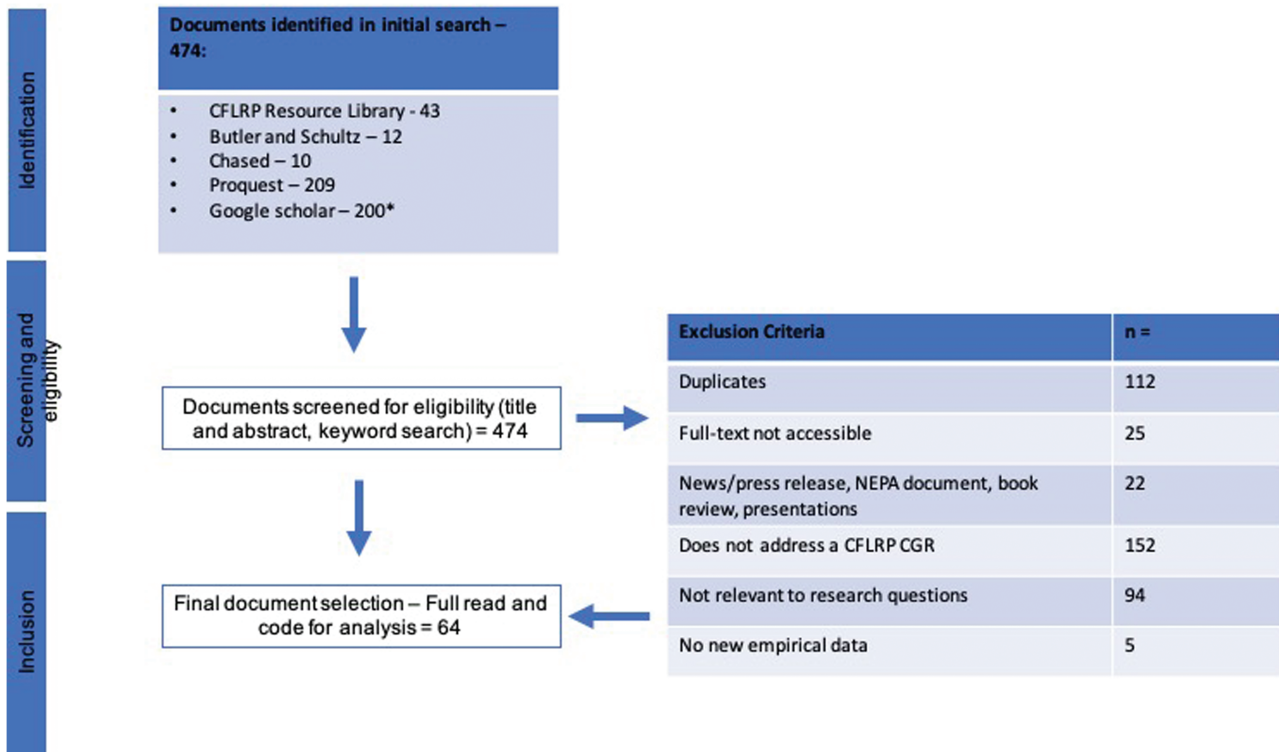 Identification
Documents identified in initial search –
474:
• CFLRP Resource Library - 43
• Butler and Schultz – 12
• Chased – 10
• Proquest – 209
• Google scholar – 200*
Screening and
eligibility
Documents screened for eligibility (title
and abstract, keyword search) = 474
Exclusion Criteria n =
Duplicates 112
Full-text not accessible 25
News/press release, NEPA document, book
review, presentations 22
Does not address a CFLRP CGR 152
Not relevant to research questions 94
No new empirical data 5
Inclusion
Final document selection – Full read and
code for analysis = 64